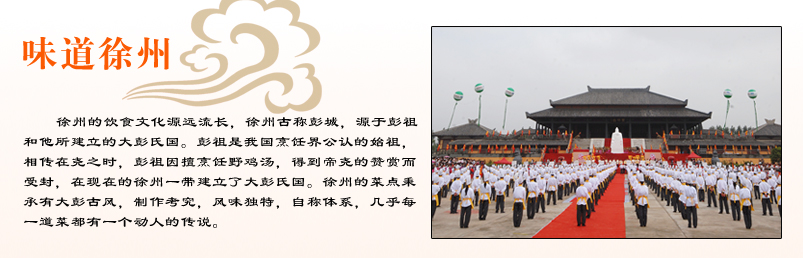 味道徐州
徐州的饮食文化源远流长，徐州古称彭城，源于彭祖
和他所建立的大彭氏国。彭祖是我国烹饪界公认的始祖，
相传在尧之时，彭祖因擅烹饪野鸡汤，得到帝尧的赞赏而
受封，在现在的徐州一带建立了大彭氏国。徐州的菜点秉
承有大彭古风，制作考究，风味独特，自称体系，几乎每
一道菜都有一个动人的传说。